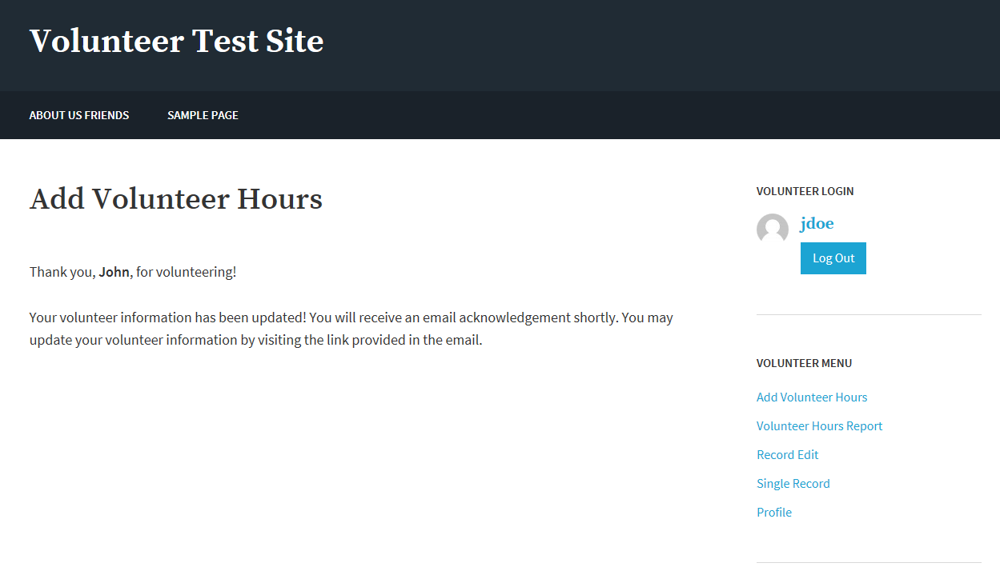 Volunteer Test Site
ABOUT US FRIENDS
SAMPLE PAGE
Add Volunteer Hours
Thank you, John, for volunteering!
Your volunteer information has been updated! You will receive an email acknowledgement shortly. You may
update your volunteer information by visiting the link provided in the email.
VOLUNTEER LOGIN
jdoe
Log Out
VOLUNTEER MENU
Add Volunteer Hours
Volunteer Hours Report
Record Edit
Single Record
Profile